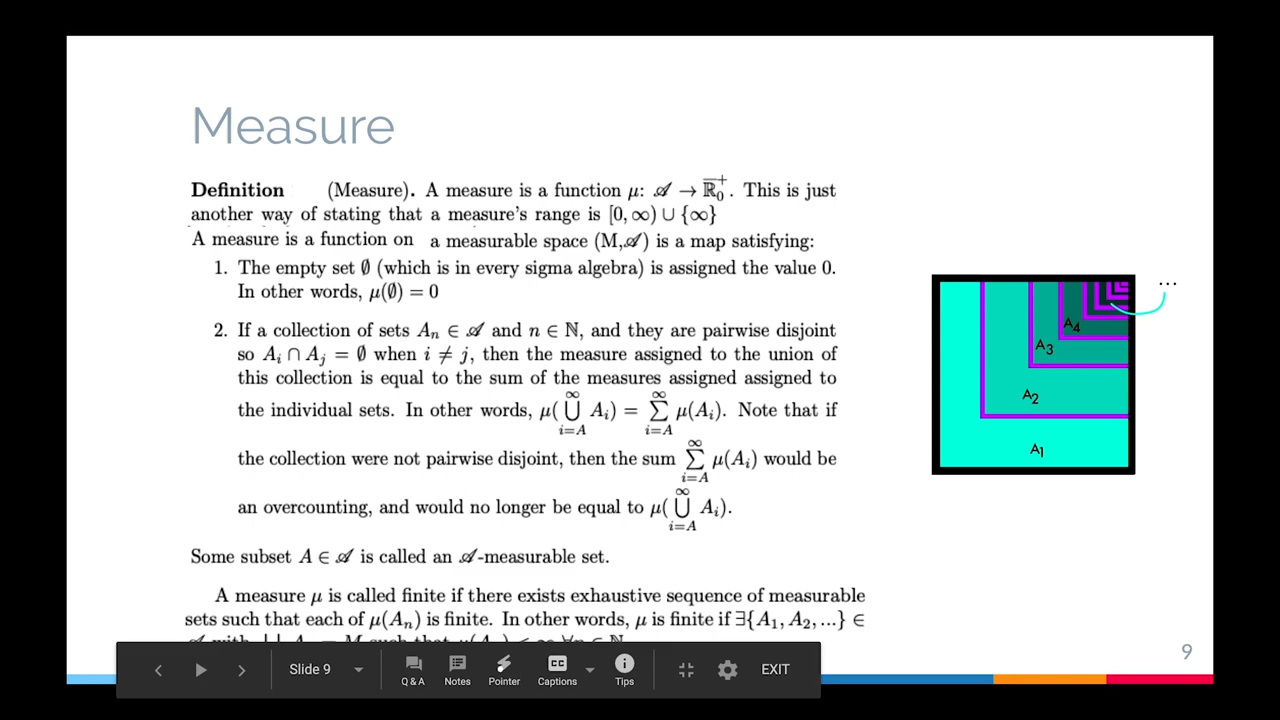 Measure
Definition (Measure). A measure is a function μ: 𝒜 → ℝ̅₀⁺. This is just
another way of stating that a measure's range is [0, ∞) ∪ {∞}
A measure is a function on a measurable space (M,𝒜) is a map satisfying:
1. The empty set ∅ (which is in every sigma algebra) is assigned the value 0.
In other words, μ(∅) = 0
2. If a collection of sets Aₙ ∈ 𝒜 and n ∈ ℕ, and they are pairwise disjoint
so Aᵢ ∩ Aⱼ = ∅ when i ≠ j, then the measure assigned to the union of
this collection is equal to the sum of the measures assigned assigned to
the individual sets. In other words, μ(⋃_{i=A}^{∞} Aᵢ) = ∑_{i=A}^{∞} μ(Aᵢ). Note that if
the collection were not pairwise disjoint, then the sum ∑_{i=A}^{∞} μ(Aᵢ) would be
an overcounting, and would no longer be equal to μ(⋃_{i=A}^{∞} Aᵢ).
Some subset A ∈ 𝒜 is called an 𝒜-measurable set.
A measure μ is called finite if there exists exhaustive sequence of measurable
sets such that each of μ(Aₙ) is finite. In other words, μ is finite if ∃{A₁, A₂, ...} ∈
...
A₄
A₃
A₂
A₁
9
Slide 9
Q & A
Notes
Pointer
CC
Captions
Tips
EXIT